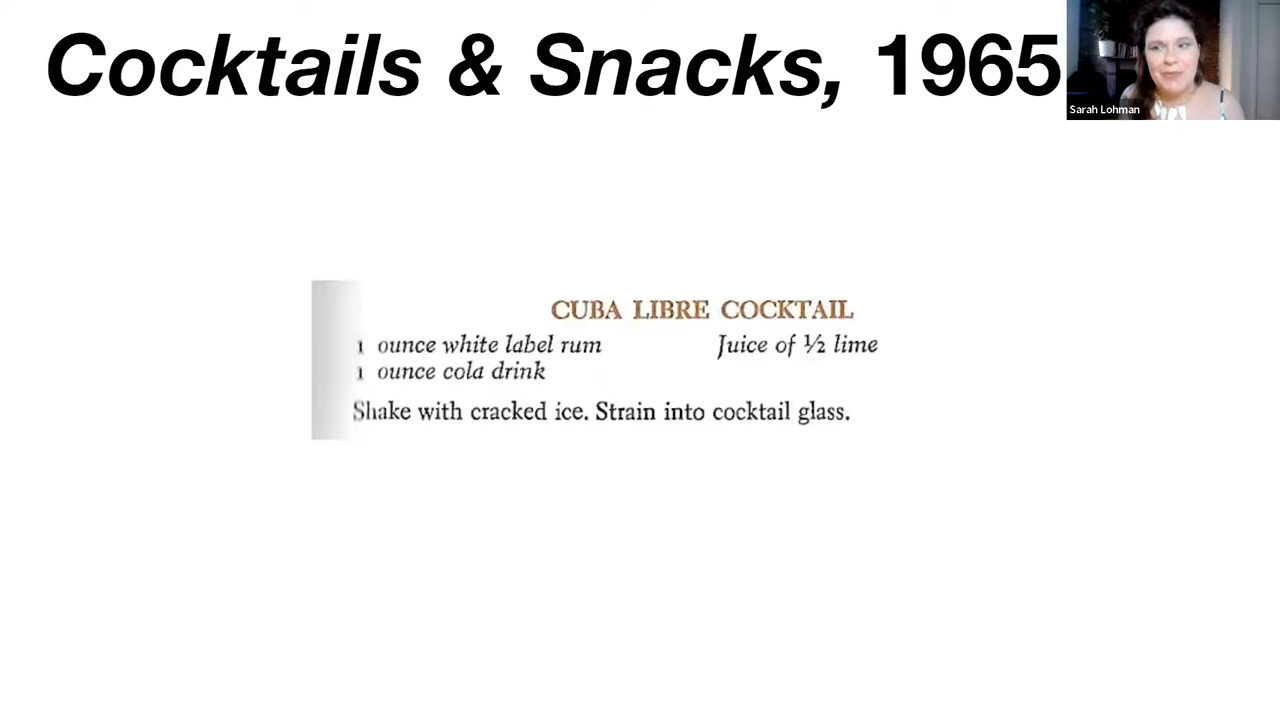 Cocktails & Snacks, 1965
Sarah Lohman
CUBA LIBRE COCKTAIL
1 ounce white label rum Juice of ½ lime
1 ounce cola drink
Shake with cracked ice. Strain into cocktail glass.